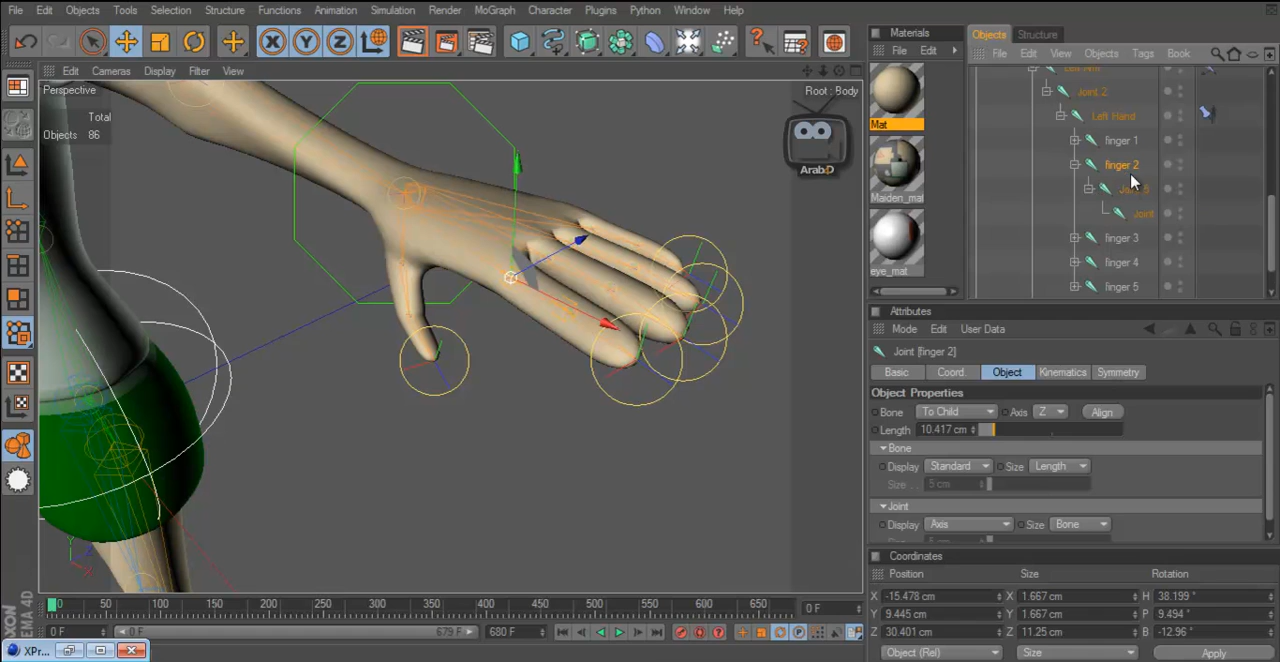 File Edit Objects Tools Selection Structure Functions Animation Simulation Render MoGraph Character Plugins Python Window Help
Edit Cameras Display Filter View
Perspective
Root : Body
Total
Objects 86
Arab4D
Materials
File Edit
Mat
Maiden_mat
eye_mat
Objects Structure
File Edit View Objects Tags Book
Joint 2
Left Hand
finger 1
finger 2
Joint
finger 3
finger 4
finger 5
Attributes
Mode Edit User Data
Joint [finger 2]
Basic Coord. Object Kinematics Symmetry
Object Properties
Bone To Child Axis Z Align
Length 10.417 cm
Bone
Display Standard Size Length
Size . . 5 cm
Joint
Display Axis Size Bone
Coordinates
Position Size Rotation
X -15.478 cm X 1.667 cm H 38.199 °
Y 9.445 cm Y 1.667 cm P 9.494 °
Z 30.401 cm Z 11.25 cm B -12.96 °
Object (Rel) Size Apply
0 50 100 150 200 250 300 350 400 450 500 550 600 650 0 F
0 F 0 F 679 F 680 F
XPr...